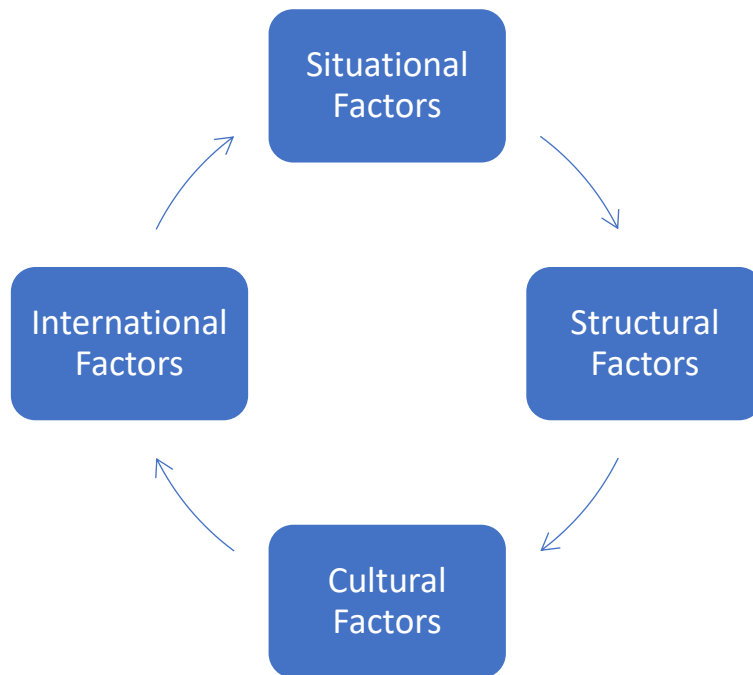 Situational
Factors
International
Factors
Structural
Factors
Cultural
Factors